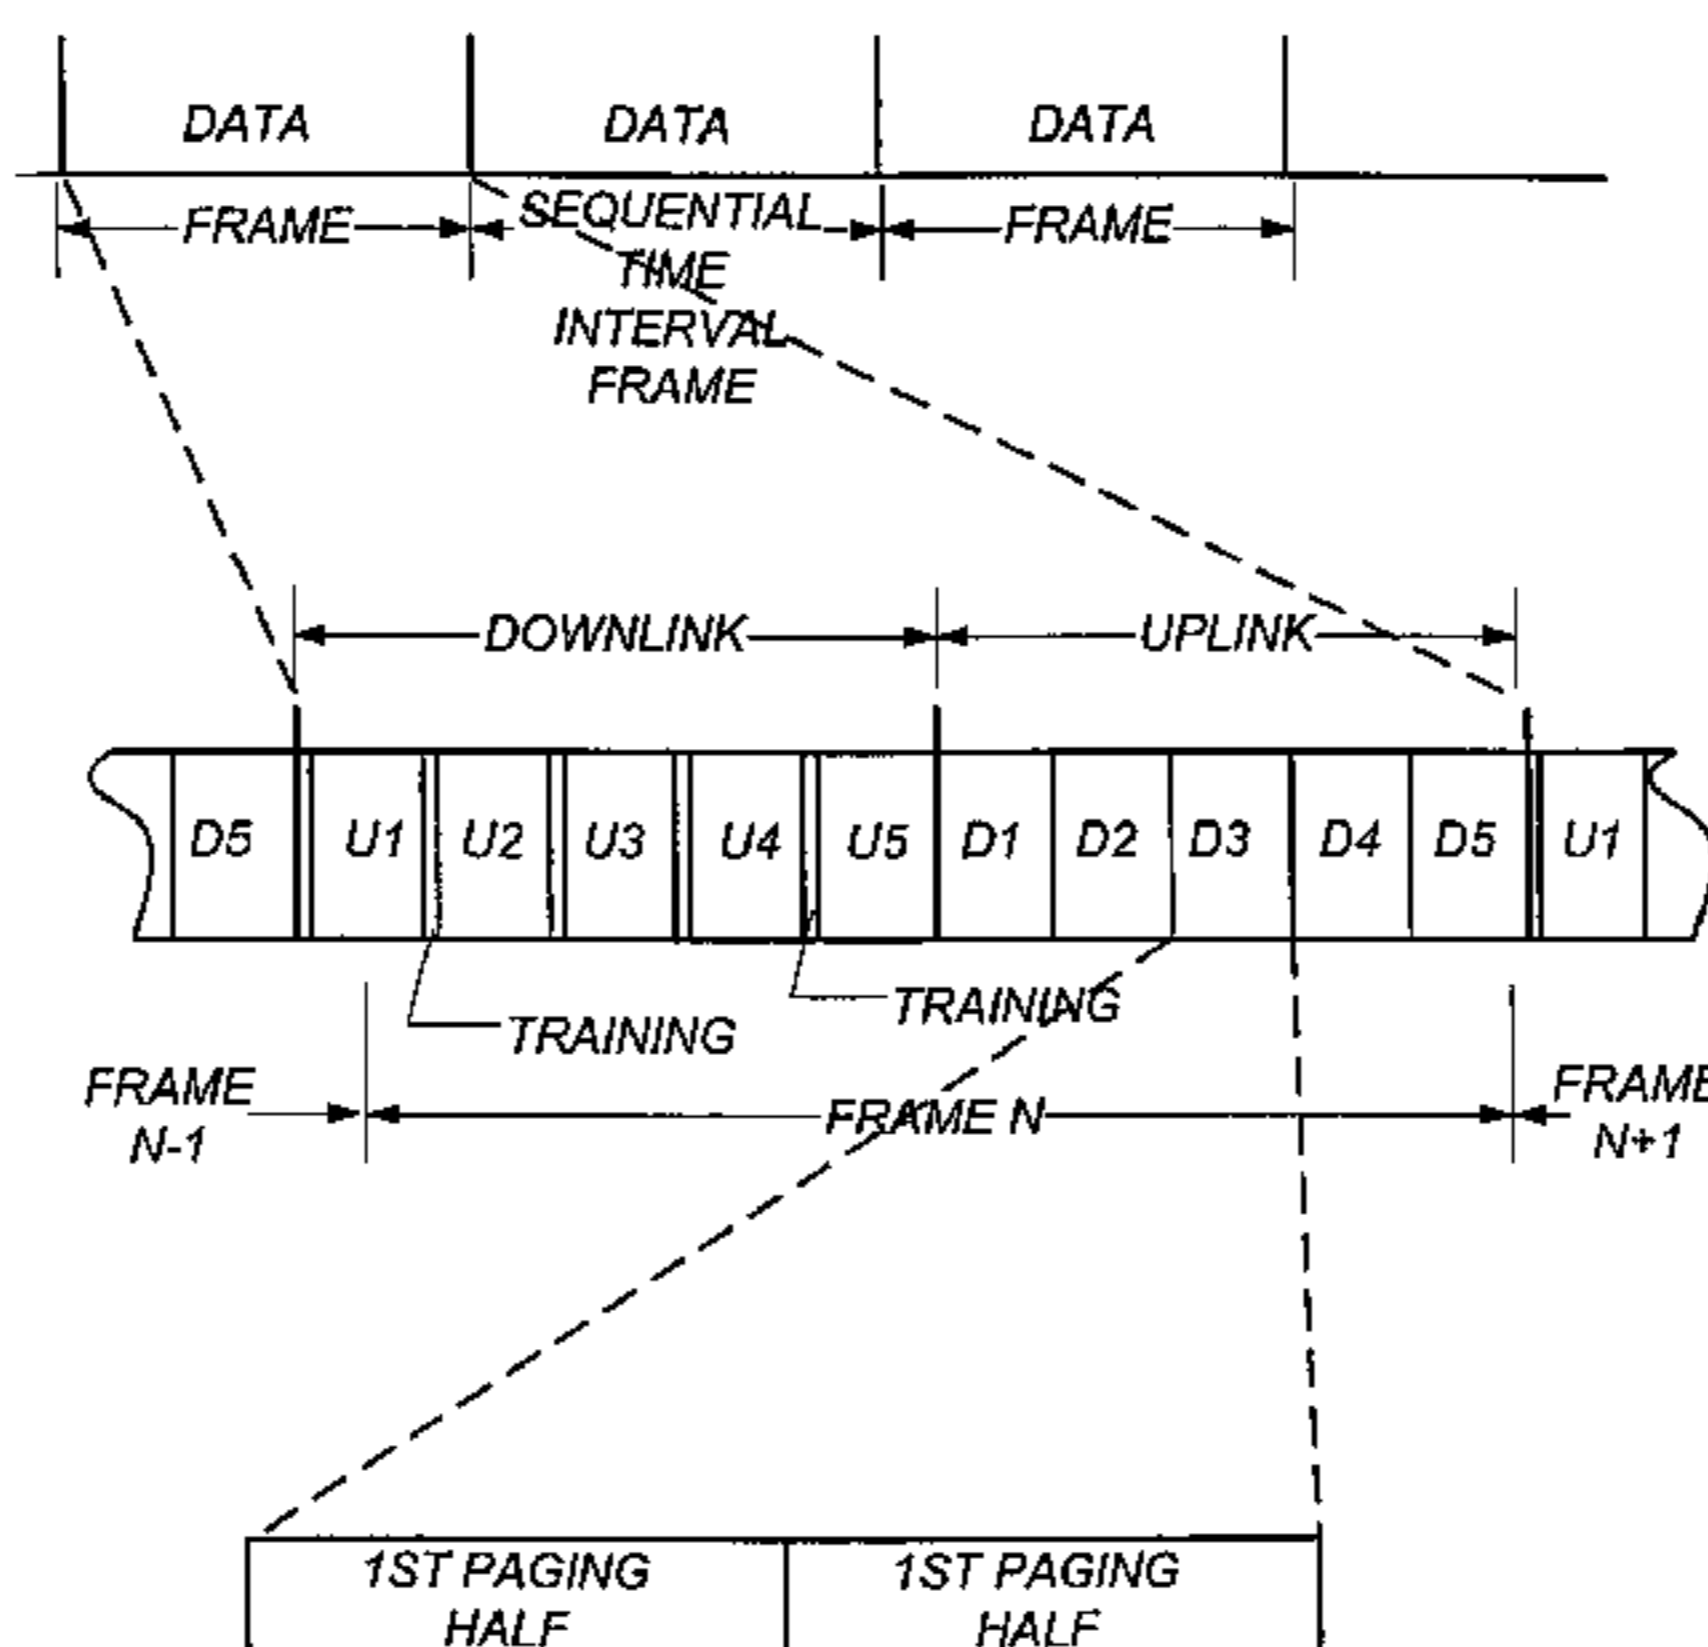 DATA DATA DATA
FRAME SEQUENTIAL TIME INTERVAL FRAME FRAME
DOWNLINK UPLINK
D5 U1 U2 U3 U4 U5 D1 D2 D3 D4 D5 U1
TRAINING TRAINING
FRAME N-1 FRAME N FRAME N+1
1ST PAGING HALF 1ST PAGING HALF